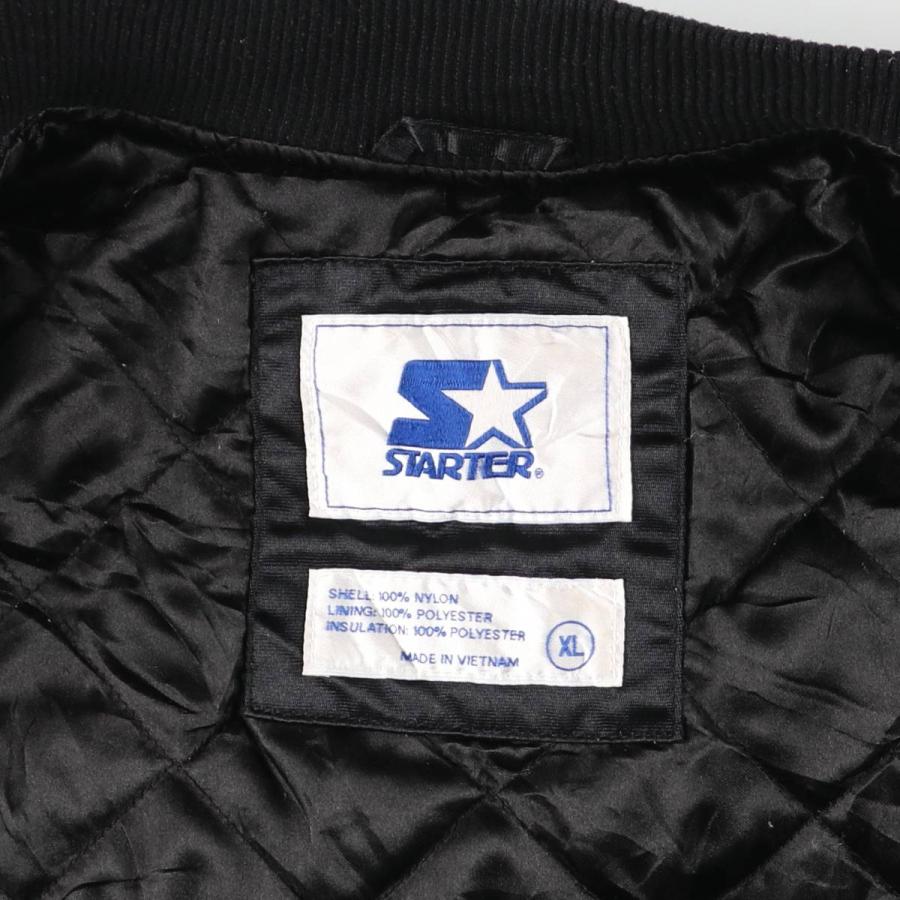 STARTER®
SHELL: 100% NYLON
LINING: 100% POLYESTER
INSULATION: 100% POLYESTER
XL
MADE IN VIETNAM